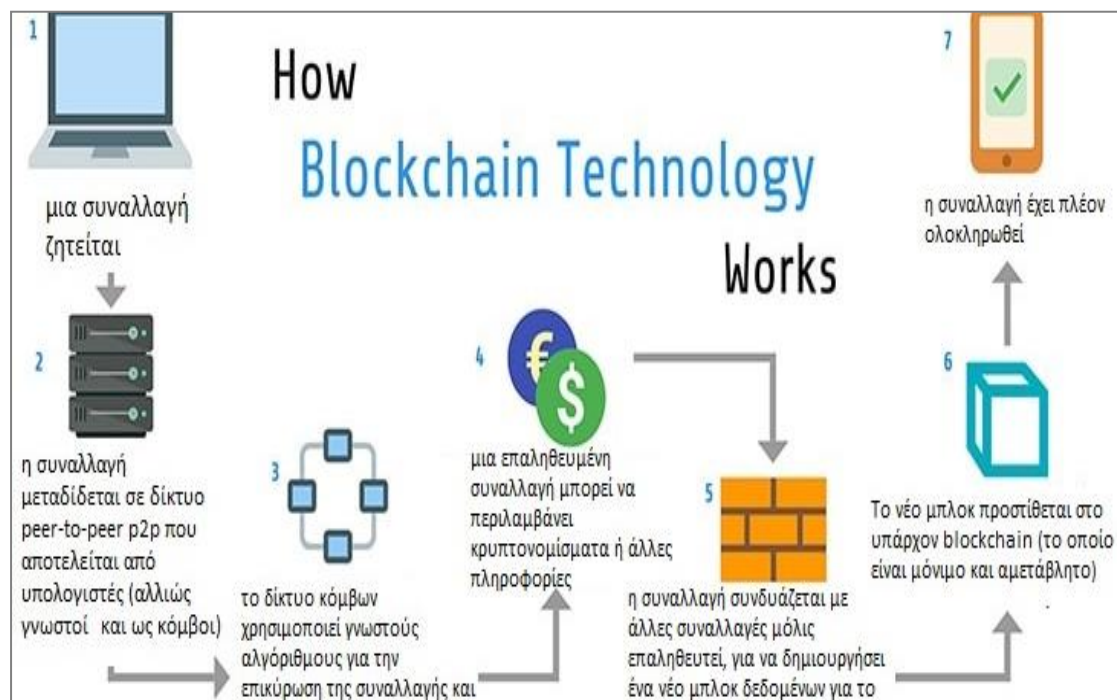 How
Blockchain Technology
Works
1
μια συναλλαγή
ζητείται
2
η συναλλαγή
μεταδίδεται σε δίκτυο
peer-to-peer p2p που
αποτελείται από
υπολογιστές (αλλιώς
γνωστοί και ως κόμβοι)
3
το δίκτυο κόμβων
χρησιμοποιεί γνωστούς
αλγόριθμους για την
επικύρωση της συναλλαγής και
4
€
$
μια επαληθευμένη
συναλλαγή μπορεί να
περιλαμβάνει
κρυπτονομίσματα ή άλλες
πληροφορίες
5
η συναλλαγή συνδυάζεται με
άλλες συναλλαγές μόλις
επαληθευτεί, για να δημιουργήσει
ένα νέο μπλοκ δεδομένων για το
6
Το νέο μπλοκ προστίθεται στο
υπάρχον blockchain (το οποίο
είναι μόνιμο και αμετάβλητο)
.
7
η συναλλαγή έχει πλέον
ολοκληρωθεί